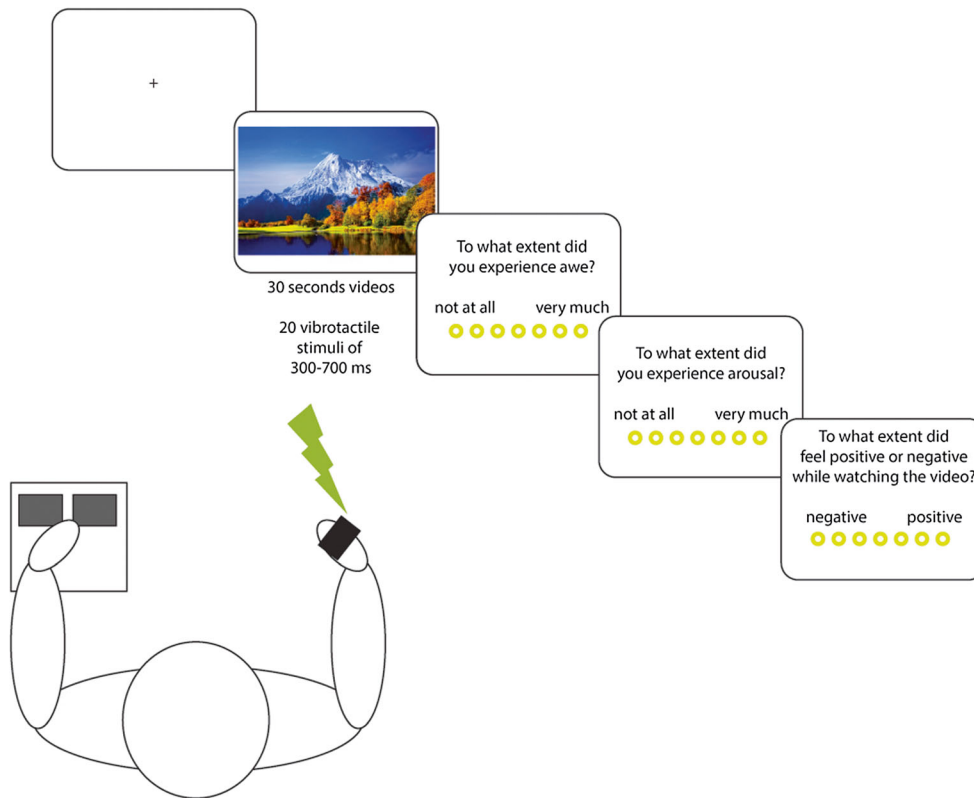 +
30 seconds videos
20 vibrotactile
stimuli of
300-700 ms
To what extent did
you experience awe?
not at all very much
To what extent did
you experience arousal?
not at all very much
To what extent did
feel positive or negative
while watching the video?
negative positive